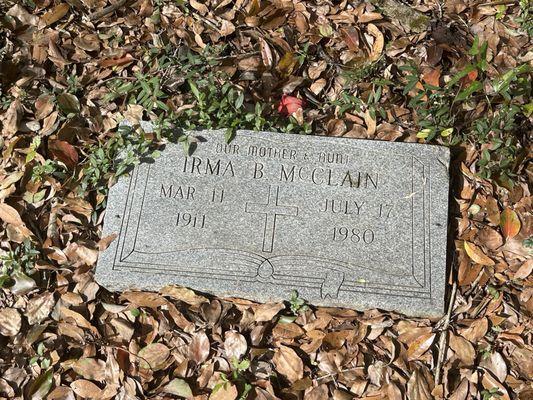 OUR MOTHER & AUNT
IRMA B. McCLAIN
MAR 11 JULY 17
1911 1980